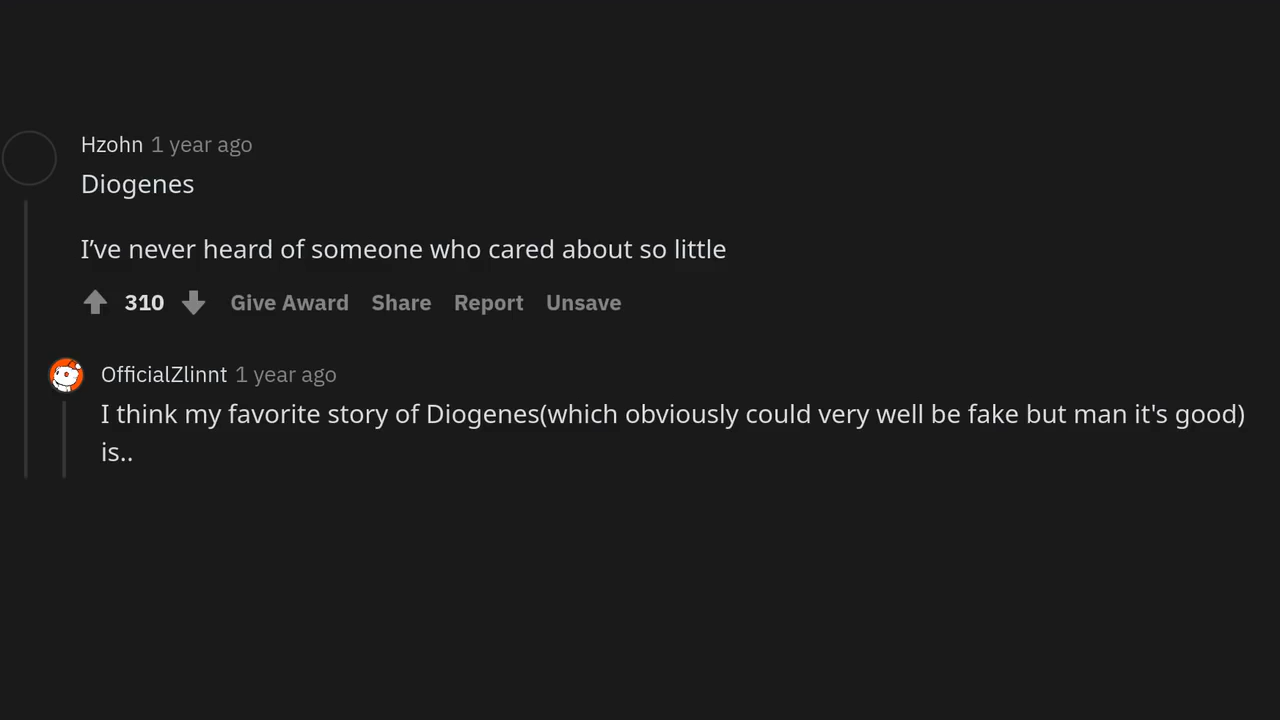 Hzohn 1 year ago
Diogenes
I’ve never heard of someone who cared about so little
310 Give Award Share Report Unsave
OfficialZlinnt 1 year ago
I think my favorite story of Diogenes(which obviously could very well be fake but man it's good)
is..